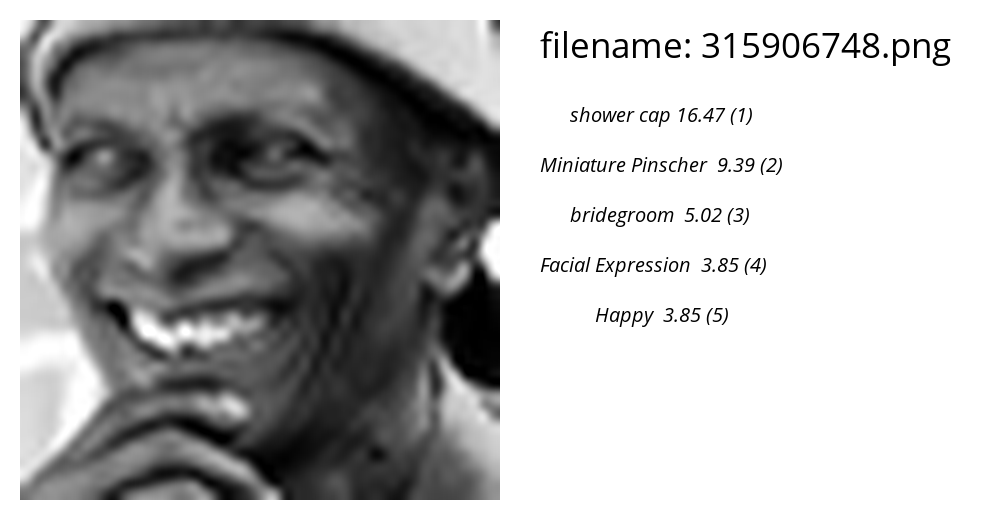 filename: 315906748.png
shower cap 16.47 (1)
Miniature Pinscher 9.39 (2)
bridegroom 5.02 (3)
Facial Expression 3.85 (4)
Happy 3.85 (5)